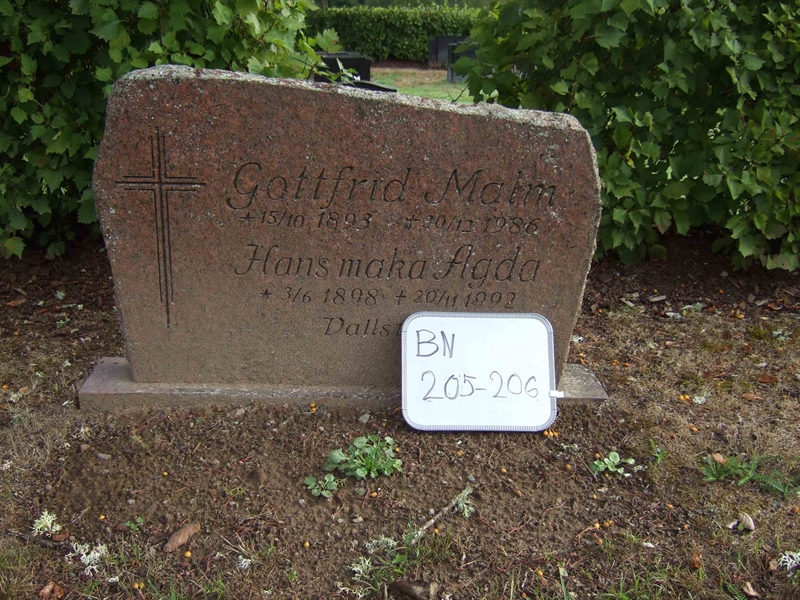 Gottfrid Malm
*15/10 1893 +20/12 1986
Hans maka Agda
*3/6 1898 +20/11 1992
BN
205-206